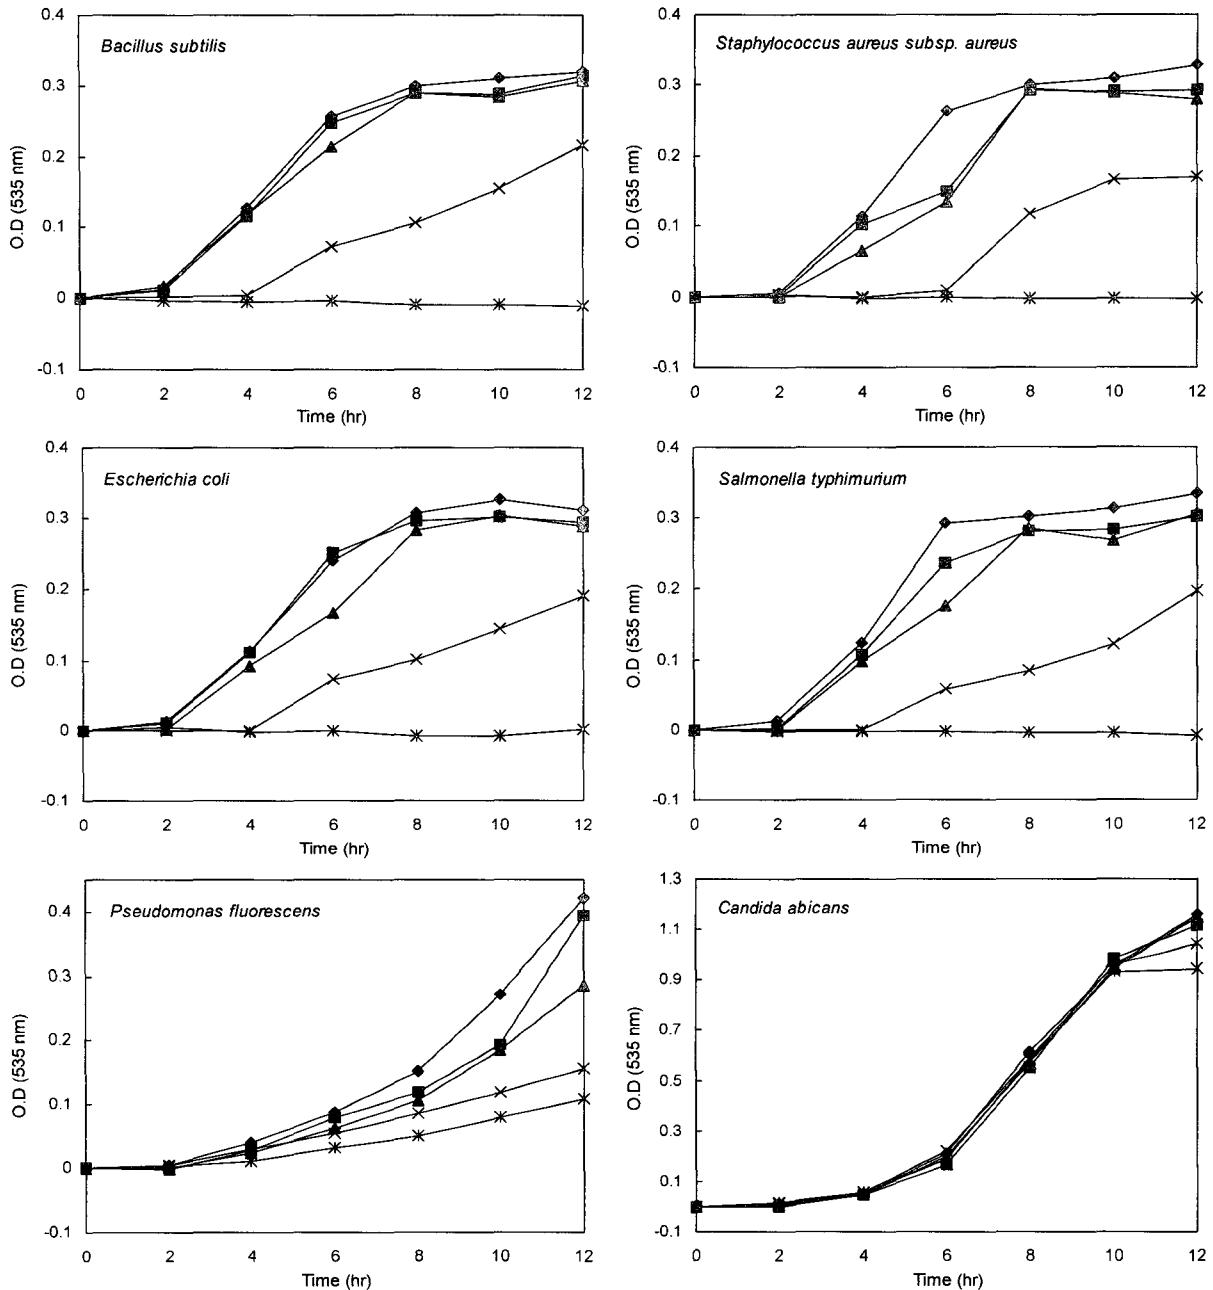 Bacillus subtilis
0.4
0.3
0.2
0.1
0
-0.1
O.D (535 nm)
0 2 4 6 8 10 12
Time (hr)
Staphylococcus aureus subsp. aureus
0.4
0.3
0.2
0.1
0
-0.1
O.D (535 nm)
0 2 4 6 8 10 12
Time (hr)
Escherichia coli
0.4
0.3
0.2
0.1
0
-0.1
O.D (535 nm)
0 2 4 6 8 10 12
Time (hr)
Salmonella typhimurium
0.4
0.3
0.2
0.1
0
-0.1
O.D (535 nm)
0 2 4 6 8 10 12
Time (hr)
Pseudomonas fluorescens
0.4
0.3
0.2
0.1
0
-0.1
O.D (535 nm)
0 2 4 6 8 10 12
Time (hr)
Candida abicans
1.3
1.1
0.9
0.7
0.5
0.3
0.1
-0.1
O.D (535 nm)
0 2 4 6 8 10 12
Time (hr)